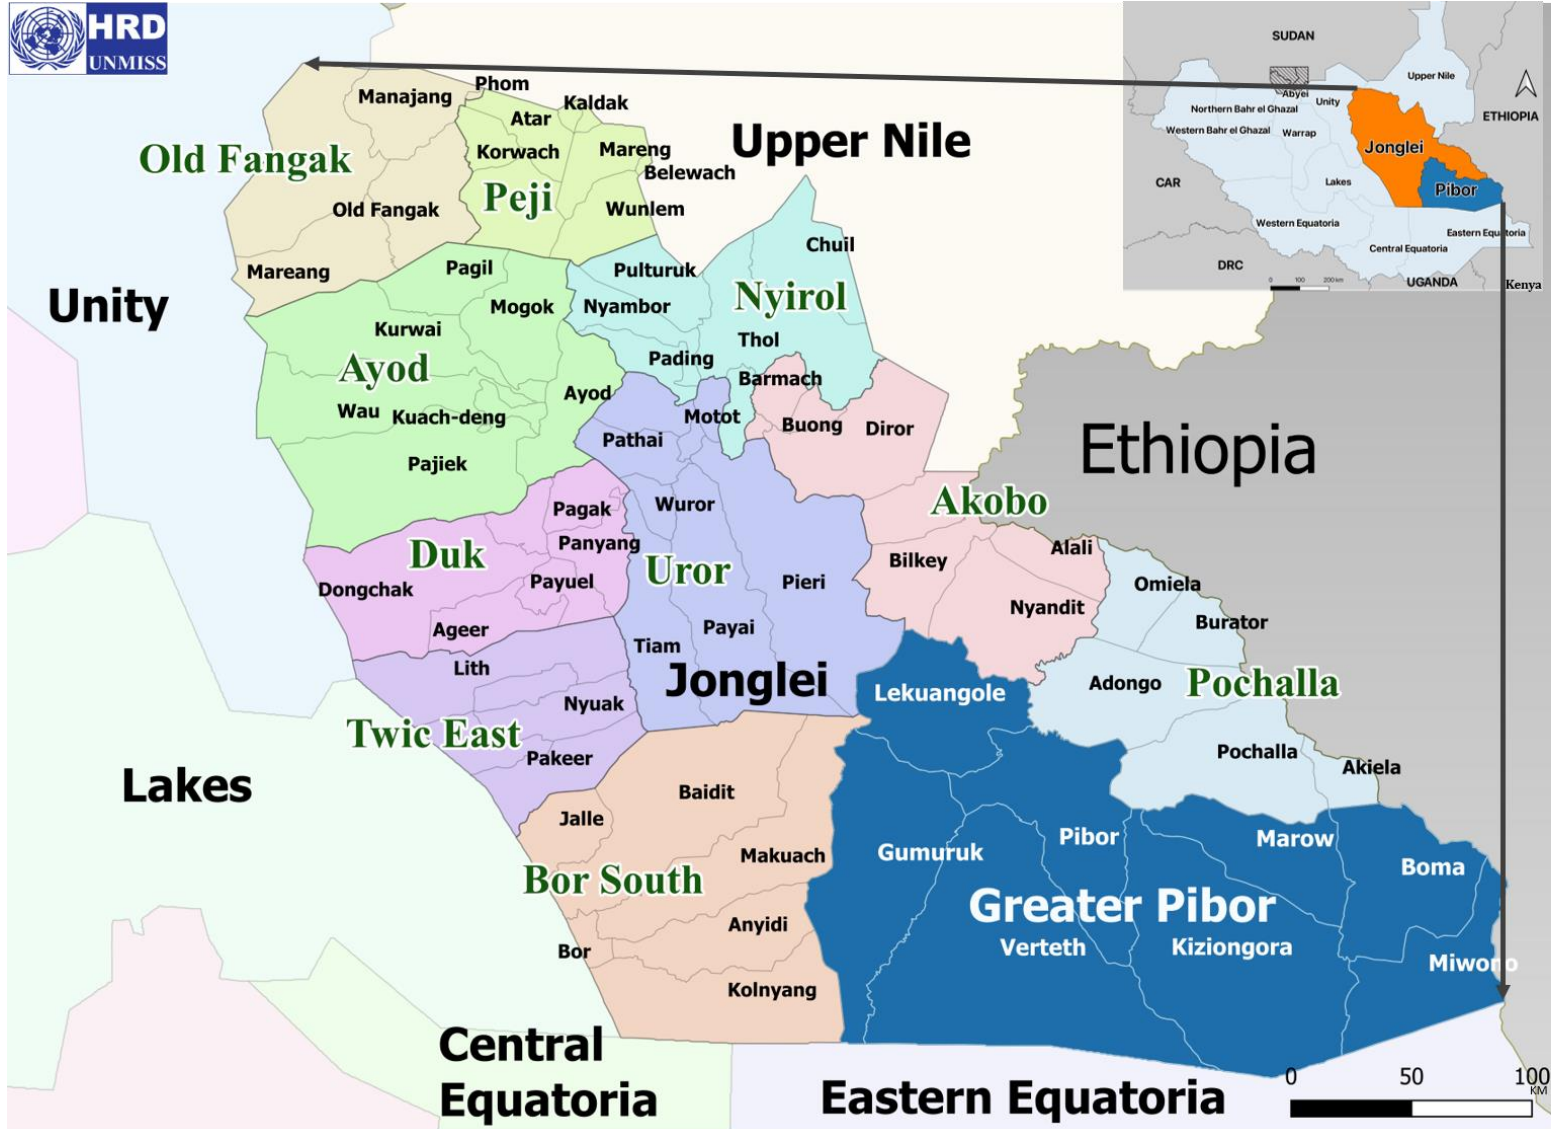 HRD
UNMISS
SUDAN
Upper Nile
Abyei
Unity
Northern Bahr el Ghazal
ETHIOPIA
Western Bahr el Ghazal
Warrap
Jonglei
CAR
Lakes
Pibor
Western Equatoria
Eastern Equatoria
Central Equatoria
DRC
UGANDA
Kenya
0 100 200 km
Phom
Manajang
Kaldak
Atar
Upper Nile
Korwach
Mareng
Old Fangak
Belewach
Peji
Old Fangak
Wunlem
Chuil
Mareang
Pagil
Pulturuk
Unity
Mogok
Nyambor
Nyirol
Kurwai
Thol
Ayod
Pading
Barmach
Ayod
Wau
Kuach-deng
Motot
Buong
Diror
Pathai
Ethiopia
Pajiek
Pagak
Wuror
Akobo
Panyang
Duk
Alali
Uror
Bilkey
Dongchak
Payuel
Pieri
Omiela
Nyandit
Burator
Ageer
Payai
Tiam
Lith
Jonglei
Lekuangole
Adongo
Pochalla
Nyuak
Twic East
Pakeer
Pochalla
Akiela
Lakes
Baidit
Jalle
Pibor
Marow
Makuach
Gumuruk
Boma
Bor South
Greater Pibor
Anyidi
Verteth
Kiziongora
Bor
Miwono
Kolnyang
Central
Equatoria
Eastern Equatoria
0 50 100
KM